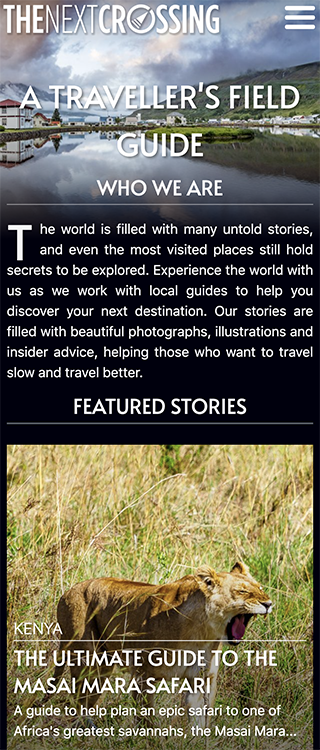 THENEXTCROSSING
A TRAVELLER'S FIELD
GUIDE
WHO WE ARE
The world is filled with many untold stories,
and even the most visited places still hold
secrets to be explored. Experience the world with
us as we work with local guides to help you
discover your next destination. Our stories are
filled with beautiful photographs, illustrations and
insider advice, helping those who want to travel
slow and travel better.
FEATURED STORIES
KENYA
THE ULTIMATE GUIDE TO THE
MASAI MARA SAFARI
A guide to help plan an epic safari to one of
Africa's greatest savannahs, the Masai Mara...